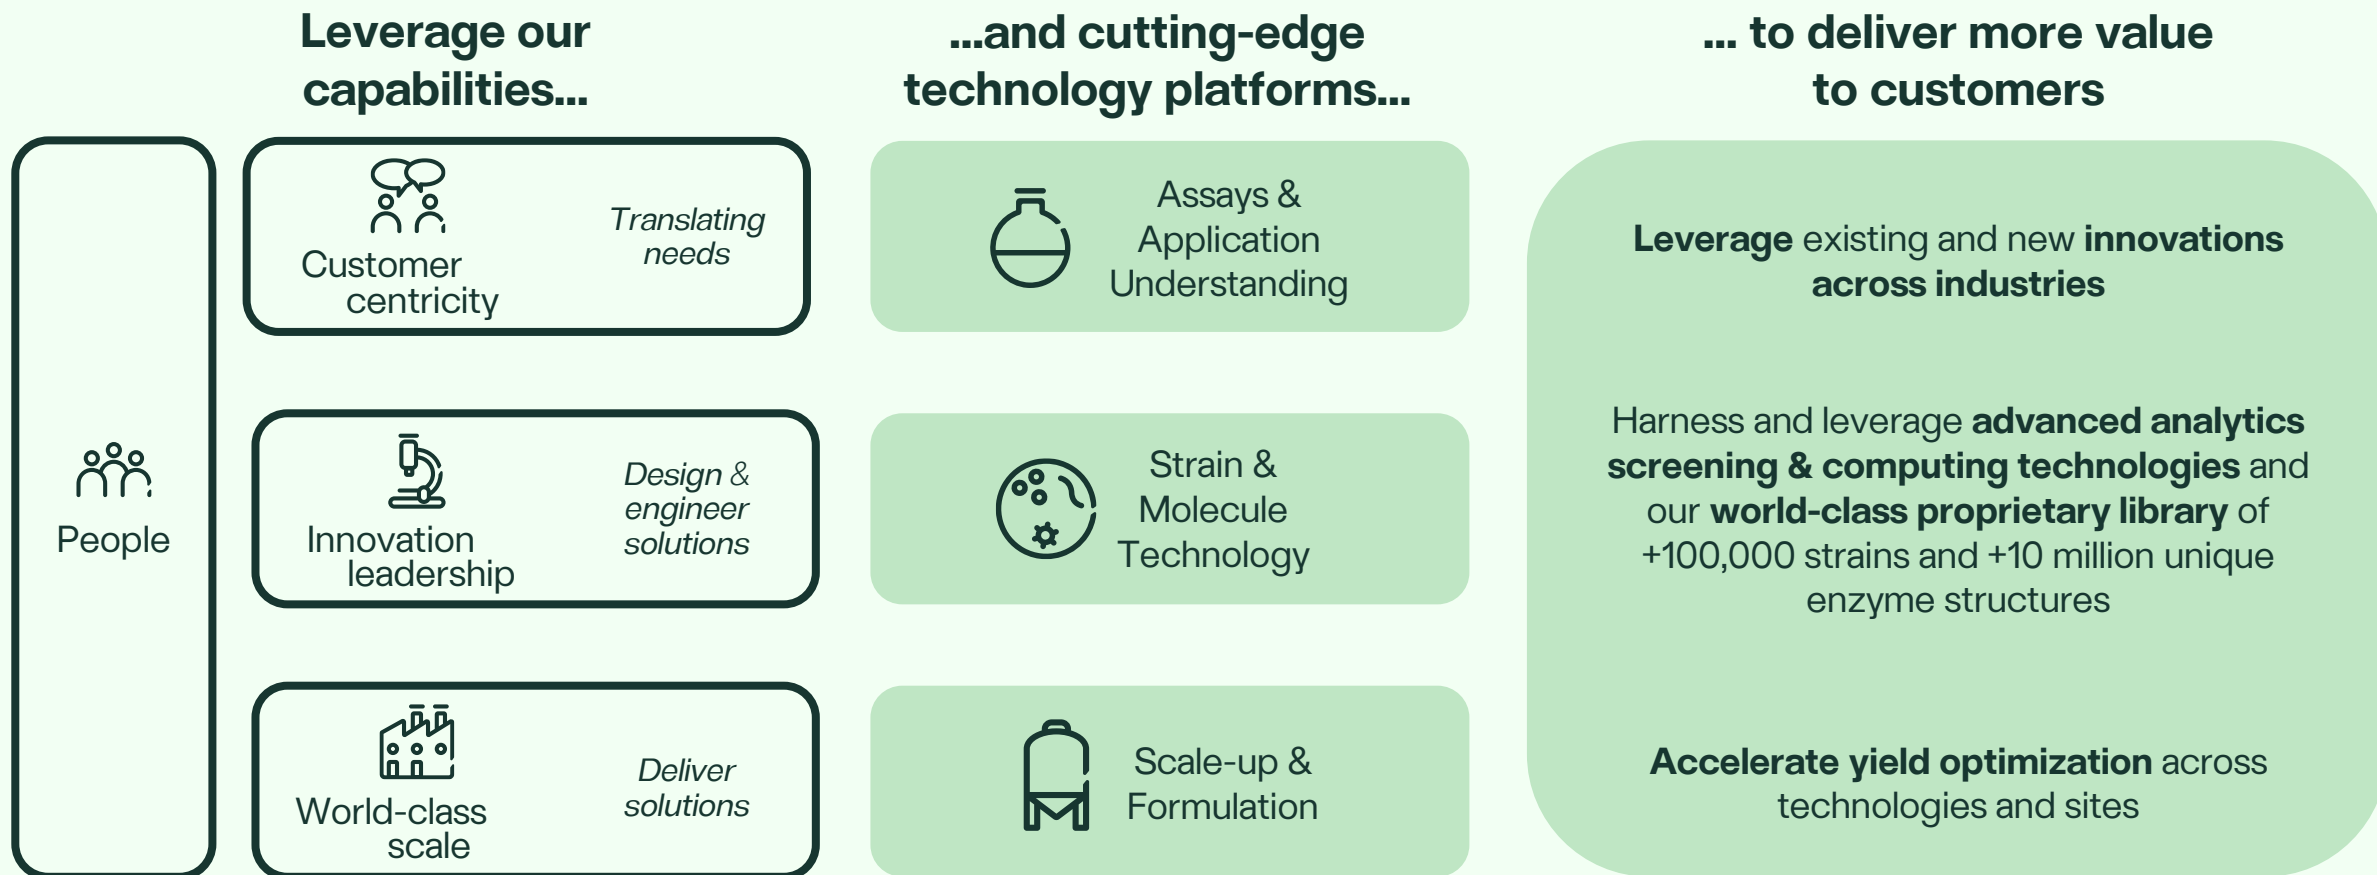 Leverage our
capabilities...
...and cutting-edge
technology platforms...
... to deliver more value
to customers
People
Customer
centricity
Translating
needs
Assays &
Application
Understanding
Leverage existing and new innovations
across industries
Innovation
leadership
Design &
engineer
solutions
Strain &
Molecule
Technology
Harness and leverage advanced analytics
screening & computing technologies and
our world-class proprietary library of
+100,000 strains and +10 million unique
enzyme structures
World-class
scale
Deliver
solutions
Scale-up &
Formulation
Accelerate yield optimization across
technologies and sites